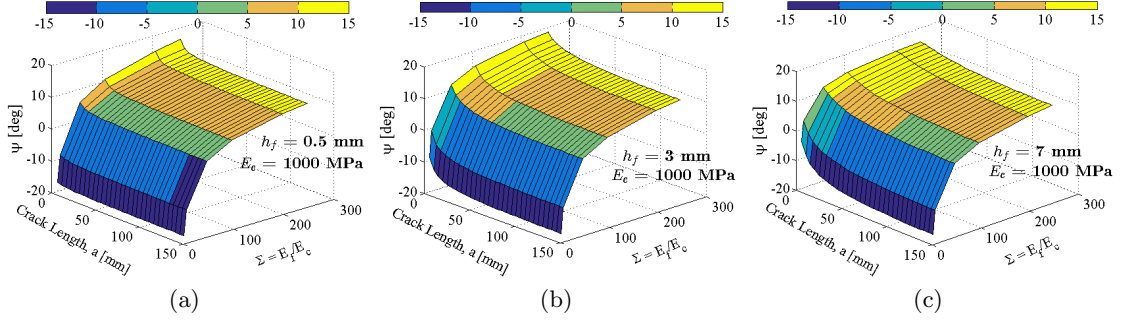 -15 -10 -5 0 5 10 15
20
10
0
-10
-20
Ψ [deg]
0
50
100
150
Crack Length, a [mm]
0
100
200
300
Σ = E_f/E_c
h_f = 0.5 mm
E_c = 1000 MPa
(a)
-15 -10 -5 0 5 10 15
20
10
0
-10
-20
Ψ [deg]
0
50
100
150
Crack Length, a [mm]
0
100
200
300
Σ = E_f/E_c
h_f = 3 mm
E_c = 1000 MPa
(b)
-15 -10 -5 0 5 10 15
20
10
0
-10
-20
Ψ [deg]
0
50
100
150
Crack Length, a [mm]
0
100
200
300
Σ = E_f/E_c
h_f = 7 mm
E_c = 1000 MPa
(c)